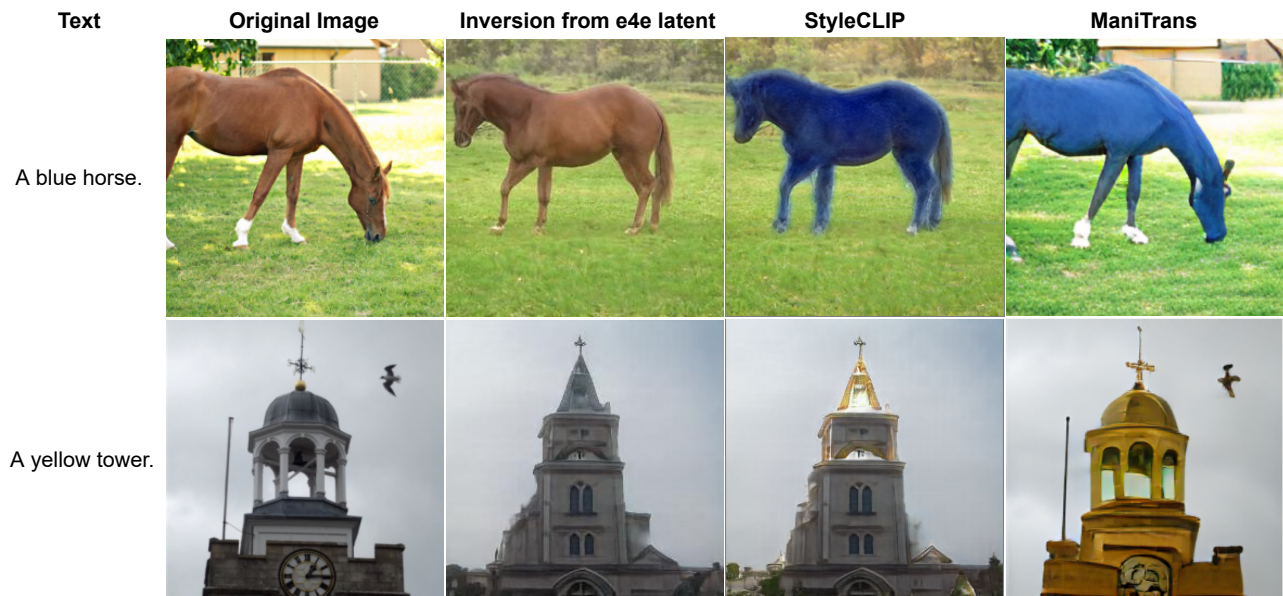 Text
Original Image
Inversion from e4e latent
StyleCLIP
ManiTrans
A blue horse.
A yellow tower.